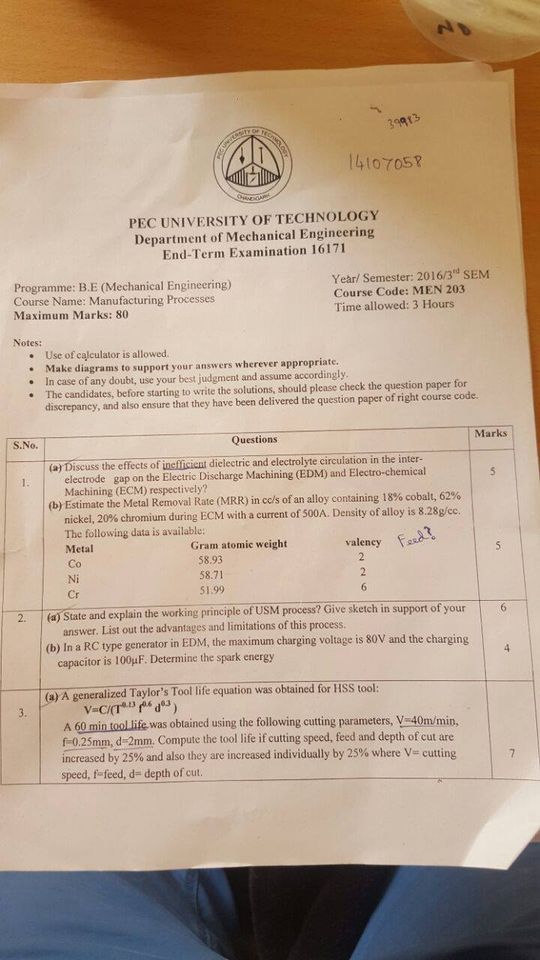 39983
14107058
PEC UNIVERSITY OF TECHNOLOGY
CHANDIGARH
PEC UNIVERSITY OF TECHNOLOGY
Department of Mechanical Engineering
End-Term Examination 16171
Programme: B.E (Mechanical Engineering)
Year/ Semester: 2016/3rd SEM
Course Name: Manufacturing Processes
Course Code: MEN 203
Maximum Marks: 80
Time allowed: 3 Hours
Notes:
• Use of calculator is allowed.
• Make diagrams to support your answers wherever appropriate.
• In case of any doubt, use your best judgment and assume accordingly.
• The candidates, before starting to write the solutions, should please check the question paper for
discrepancy, and also ensure that they have been delivered the question paper of right course code.
S.No. Questions Marks
1. (a) Discuss the effects of inefficient dielectric and electrolyte circulation in the inter-
electrode gap on the Electric Discharge Machining (EDM) and Electro-chemical
Machining (ECM) respectively? 5
(b) Estimate the Metal Removal Rate (MRR) in cc/s of an alloy containing 18% cobalt, 62%
nickel, 20% chromium during ECM with a current of 500A. Density of alloy is 8.28g/cc.
The following data is available: Feed?
Metal Gram atomic weight valency
Co 58.93 2 5
Ni 58.71 2
Cr 51.99 6
2. (a) State and explain the working principle of USM process? Give sketch in support of your 6
answer. List out the advantages and limitations of this process.
(b) In a RC type generator in EDM, the maximum charging voltage is 80V and the charging 4
capacitor is 100µF. Determine the spark energy
3. (a) A generalized Taylor's Tool life equation was obtained for HSS tool:
V=C/(T^0.13 f^0.6 d^0.3)
A 60 min tool life was obtained using the following cutting parameters, V=40m/min,
f=0.25mm, d=2mm. Compute the tool life if cutting speed, feed and depth of cut are
increased by 25% and also they are increased individually by 25% where V= cutting 7
speed, f=feed, d= depth of cut.